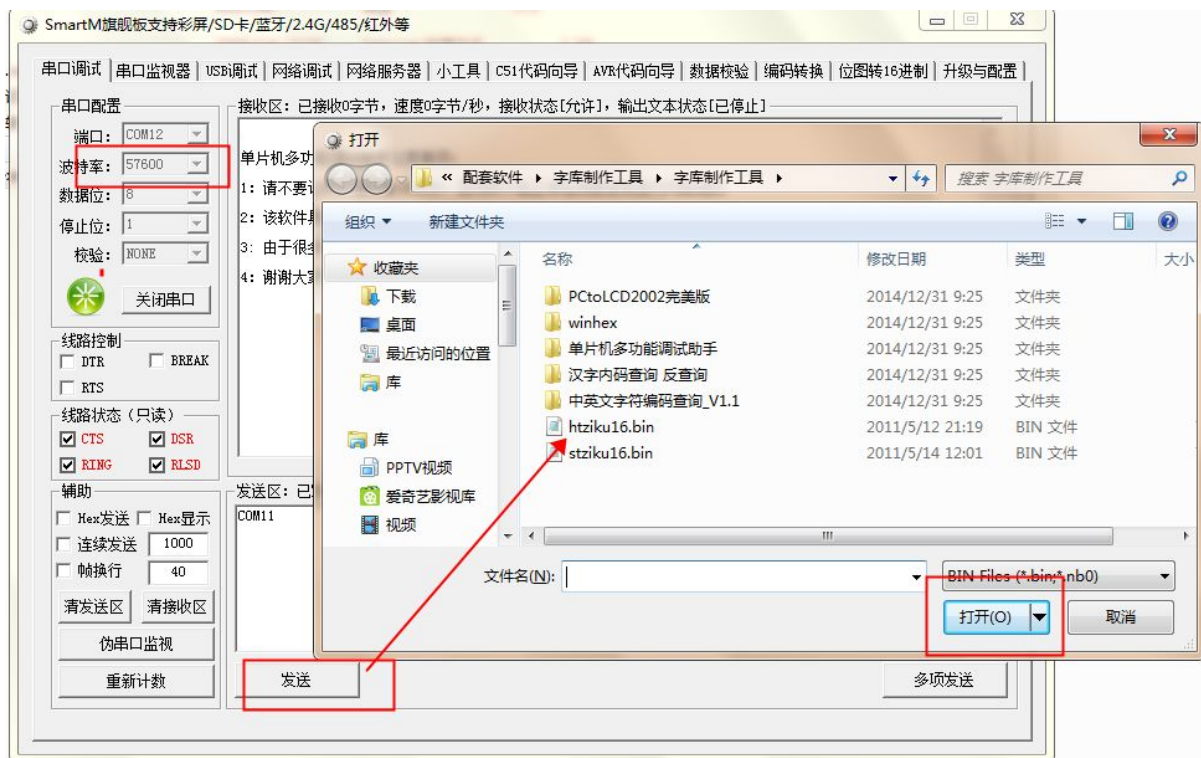 SmartM旗舰板支持彩屏/SD卡/蓝牙/2.4G/485/红外等
串口调试 串口监视器 USB调试 网络调试 网络服务器 小工具 C51代码向导 AVR代码向导 数据校验 编码转换 位图转16进制 升级与配置
串口配置
端口: COM12
波特率: 57600
数据位: 8
停止位: 1
校验: NONE
关闭串口
线路控制
DTR BREAK
RTS
线路状态（只读）
CTS DSR
RING RLSD
辅助
Hex发送 Hex显示
连续发送 1000
帧换行 40
清发送区 清接收区
伪串口监视
重新计数
接收区：已接收0字节，速度0字节/秒，接收状态[允许]，输出文本状态[已停止]
单片机多功
1：请不要
2：该软件
3：由于很
4：谢谢大
发送区：已
COM11
发送
多项发送
打开
« 配套软件 字库制作工具 字库制作工具
搜索 字库制作工具
组织 新建文件夹
收藏夹
下载
桌面
最近访问的位置
库
库
PPTV视频
爱奇艺影视库
视频
名称 修改日期 类型 大小
PCtoLCD2002完美版 2014/12/31 9:25 文件夹
winhex 2014/12/31 9:25 文件夹
单片机多功能调试助手 2014/12/31 9:25 文件夹
汉字内码查询 反查询 2014/12/31 9:25 文件夹
中英文字符编码查询_V1.1 2014/12/31 9:25 文件夹
htziku16.bin 2011/5/12 21:19 BIN 文件
stziku16.bin 2011/5/14 12:01 BIN 文件
文件名(N):
BIN Files (*.bin;*.nb0)
打开(O) 取消